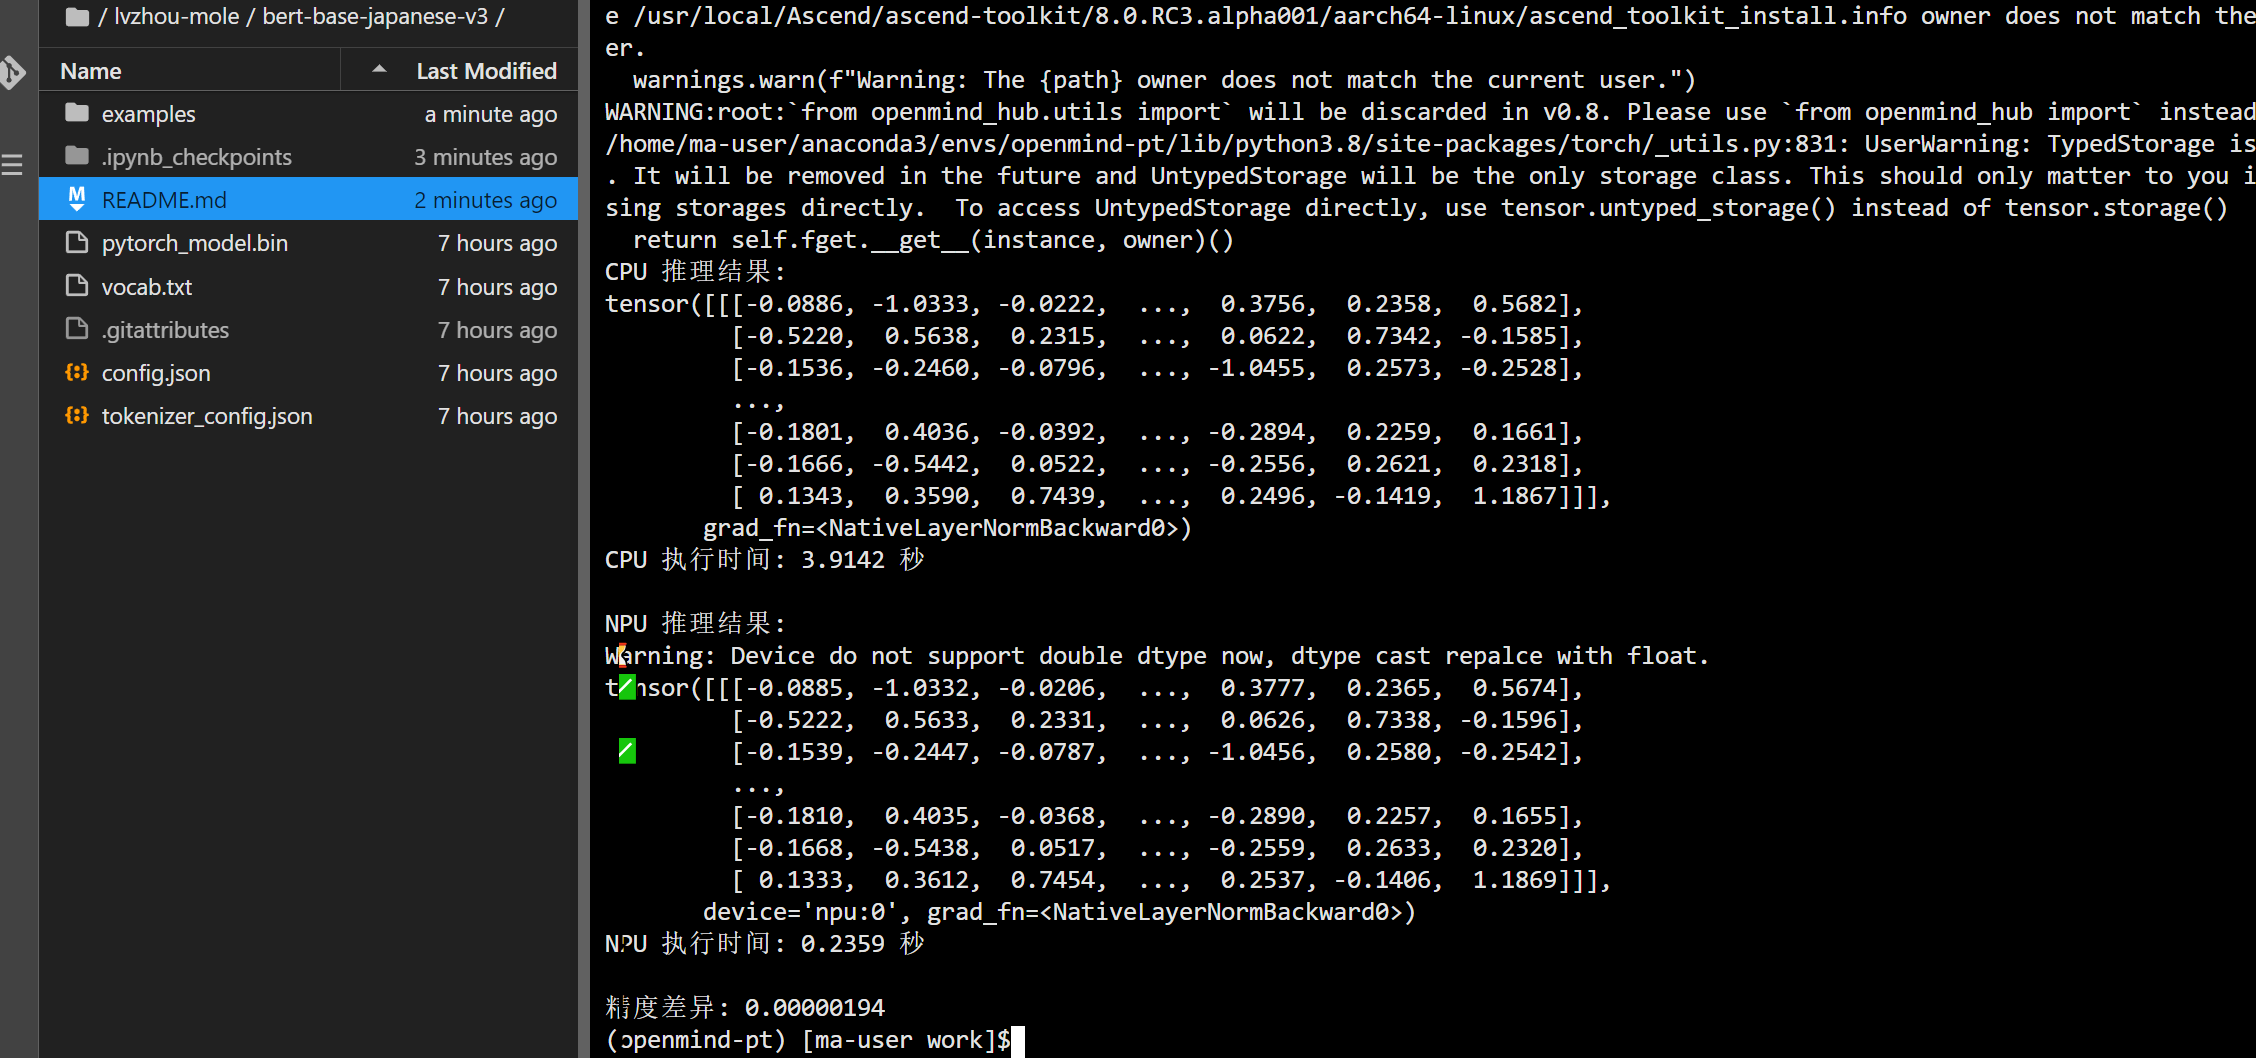 / lvzhou-mole / bert-base-japanese-v3 /
Name Last Modified
examples a minute ago
.ipynb_checkpoints 3 minutes ago
README.md 2 minutes ago
pytorch_model.bin 7 hours ago
vocab.txt 7 hours ago
.gitattributes 7 hours ago
config.json 7 hours ago
tokenizer_config.json 7 hours ago
e /usr/local/Ascend/ascend-toolkit/8.0.RC3.alpha001/aarch64-linux/ascend_toolkit_install.info owner does not match the
er.
  warnings.warn(f"Warning: The {path} owner does not match the current user.")
WARNING:root:`from openmind_hub.utils import` will be discarded in v0.8. Please use `from openmind_hub import` instead
/home/ma-user/anaconda3/envs/openmind-pt/lib/python3.8/site-packages/torch/_utils.py:831: UserWarning: TypedStorage is
. It will be removed in the future and UntypedStorage will be the only storage class. This should only matter to you i
sing storages directly.  To access UntypedStorage directly, use tensor.untyped_storage() instead of tensor.storage()
  return self.fget.__get__(instance, owner)()
CPU 推理结果:
tensor([[[-0.0886, -1.0333, -0.0222,  ...,  0.3756,  0.2358,  0.5682],
         [-0.5220,  0.5638,  0.2315,  ...,  0.0622,  0.7342, -0.1585],
         [-0.1536, -0.2460, -0.0796,  ..., -1.0455,  0.2573, -0.2528],
         ...,
         [-0.1801,  0.4036, -0.0392,  ..., -0.2894,  0.2259,  0.1661],
         [-0.1666, -0.5442,  0.0522,  ..., -0.2556,  0.2621,  0.2318],
         [ 0.1343,  0.3590,  0.7439,  ...,  0.2496, -0.1419,  1.1867]]],
       grad_fn=<NativeLayerNormBackward0>)
CPU 执行时间: 3.9142 秒
NPU 推理结果:
Warning: Device do not support double dtype now, dtype cast repalce with float.
tensor([[[-0.0885, -1.0332, -0.0206,  ...,  0.3777,  0.2365,  0.5674],
         [-0.5222,  0.5633,  0.2331,  ...,  0.0626,  0.7338, -0.1596],
         [-0.1539, -0.2447, -0.0787,  ..., -1.0456,  0.2580, -0.2542],
         ...,
         [-0.1810,  0.4035, -0.0368,  ..., -0.2890,  0.2257,  0.1655],
         [-0.1668, -0.5438,  0.0517,  ..., -0.2559,  0.2633,  0.2320],
         [ 0.1333,  0.3612,  0.7454,  ...,  0.2537, -0.1406,  1.1869]]],
       device='npu:0', grad_fn=<NativeLayerNormBackward0>)
NPU 执行时间: 0.2359 秒
精度差异: 0.00000194
(openmind-pt) [ma-user work]$